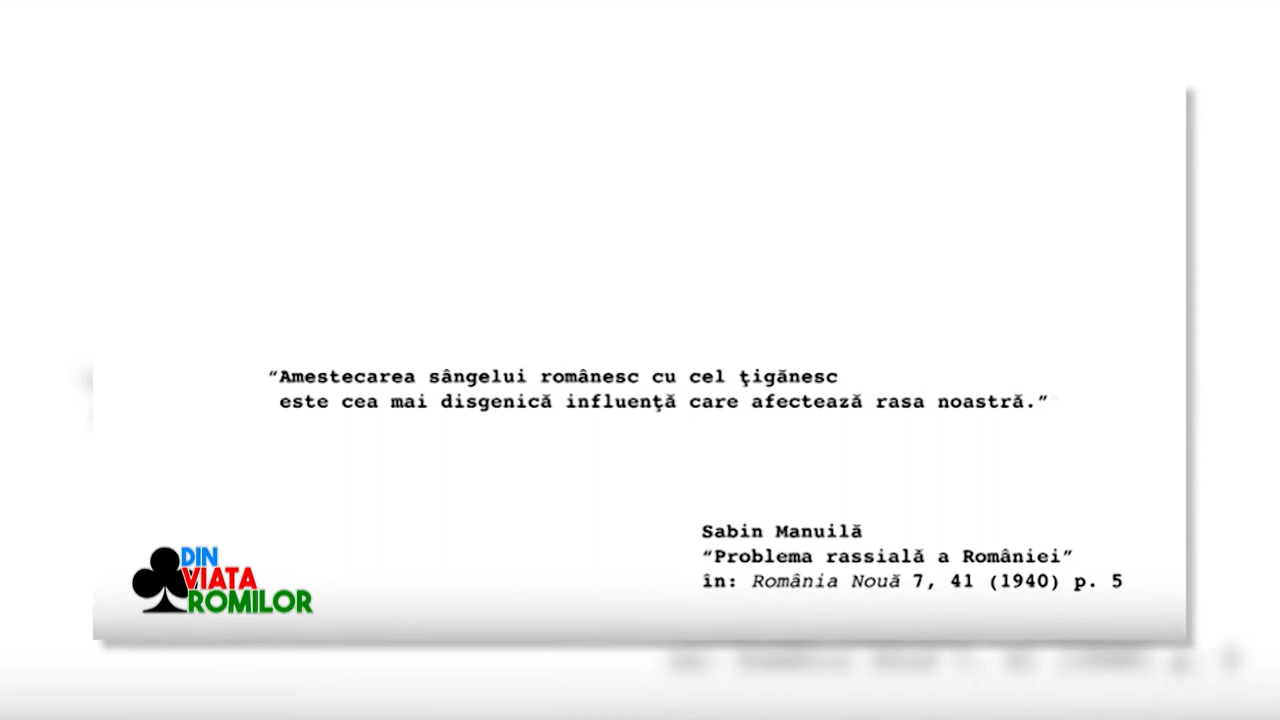 “Amestecarea sângelui românesc cu cel ţigănesc
este cea mai disgenică influenţă care afectează rasa noastră.”
Sabin Manuilă
“Problema rassială a României”
în: România Nouă 7, 41 (1940) p. 5
DIN
VIATA
ROMILOR